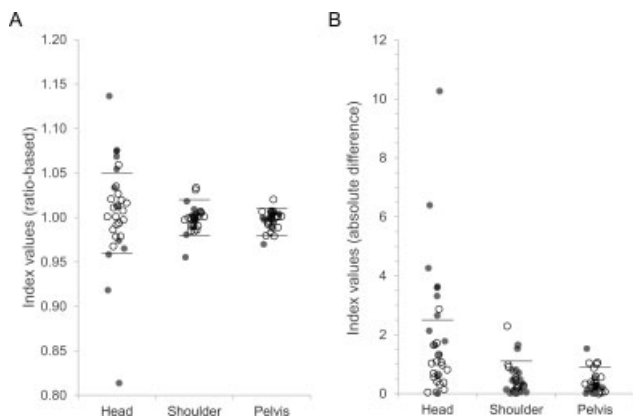 A
B
Index values (ratio-based)
1.20
1.15
1.10
1.05
1.00
0.95
0.90
0.85
0.80
Head Shoulder Pelvis
Index values (absolute difference)
12
10
8
6
4
2
0
Head Shoulder Pelvis